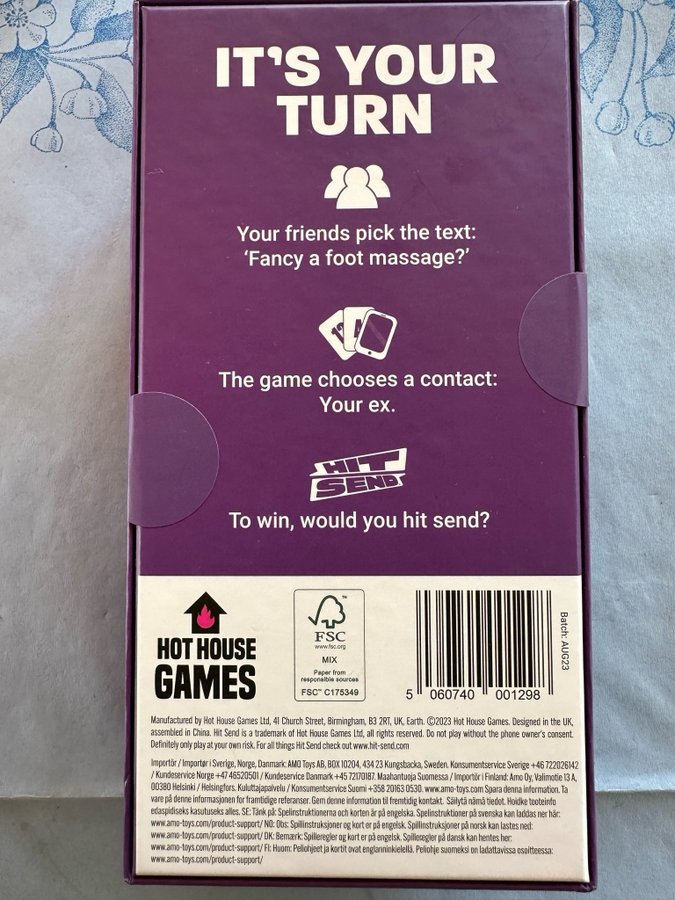 IT'S YOUR
TURN
Your friends pick the text:
‘Fancy a foot massage?’
The game chooses a contact:
Your ex.
HIT
SEND
To win, would you hit send?
HOT HOUSE
GAMES
FSC
www.fsc.org
MIX
Paper from
responsible sources
FSC™ C175349
5 060740 001298
Batch: AUG23
Manufactured by Hot House Games Ltd, 41 Church Street, Birmingham, B3 2RT, UK, Earth. ©2023 Hot House Games. Designed in the UK,
assembled in China. Hit Send is a trademark of Hot House Games Ltd, all rights reserved. Do not play without the phone owner's consent.
Definitely only play at your own risk. For all things Hit Send check out www.hit-send.com
Importör / Importør i Sverige, Norge, Danmark: AMO Toys AB, BOX 10204, 434 23 Kungsbacka, Sweden. Konsumentservice Sverige +46 722026142
/ Kundeservice Norge +47 46520501 / Kundeservice Danmark +45 72170187. Maahantuoja Suomessa / Importör i Finland: Amo Oy, Valimotie 13 A,
00380 Helsinki / Helsingfors. Kuluttajapalvelu / Konsumentservice Suomi +358 20163 0530. www.amo-toys.com Spara denna information. Ta
vare på denne informasjonen for framtidige referanser. Gem denne information til fremtidig kontakt. Säilytä nämä tiedot. Hoidke teoteinfo
edaspidiseks kasutuseks alles. SE: Tänk på: Spelinstruktionerna och korten är på engelska. Spelinstruktioner på svenska kan laddas ner här:
www.amo-toys.com/product-support/ NO: Obs: Spillinstruksjoner og kort er på engelsk. Spillinstruksjoner på norsk kan lastes ned:
www.amo-toys.com/product-support/ DK: Bemærk: Spilleregler og kort er på engelsk. Spilleregler på dansk kan hentes her:
www.amo-toys.com/product-support/ FI: Huom: Peliohjeet ja kortit ovat englanninkielellä. Peliohje suomeksi on ladattavissa osoitteessa:
www.amo-toys.com/product-support/